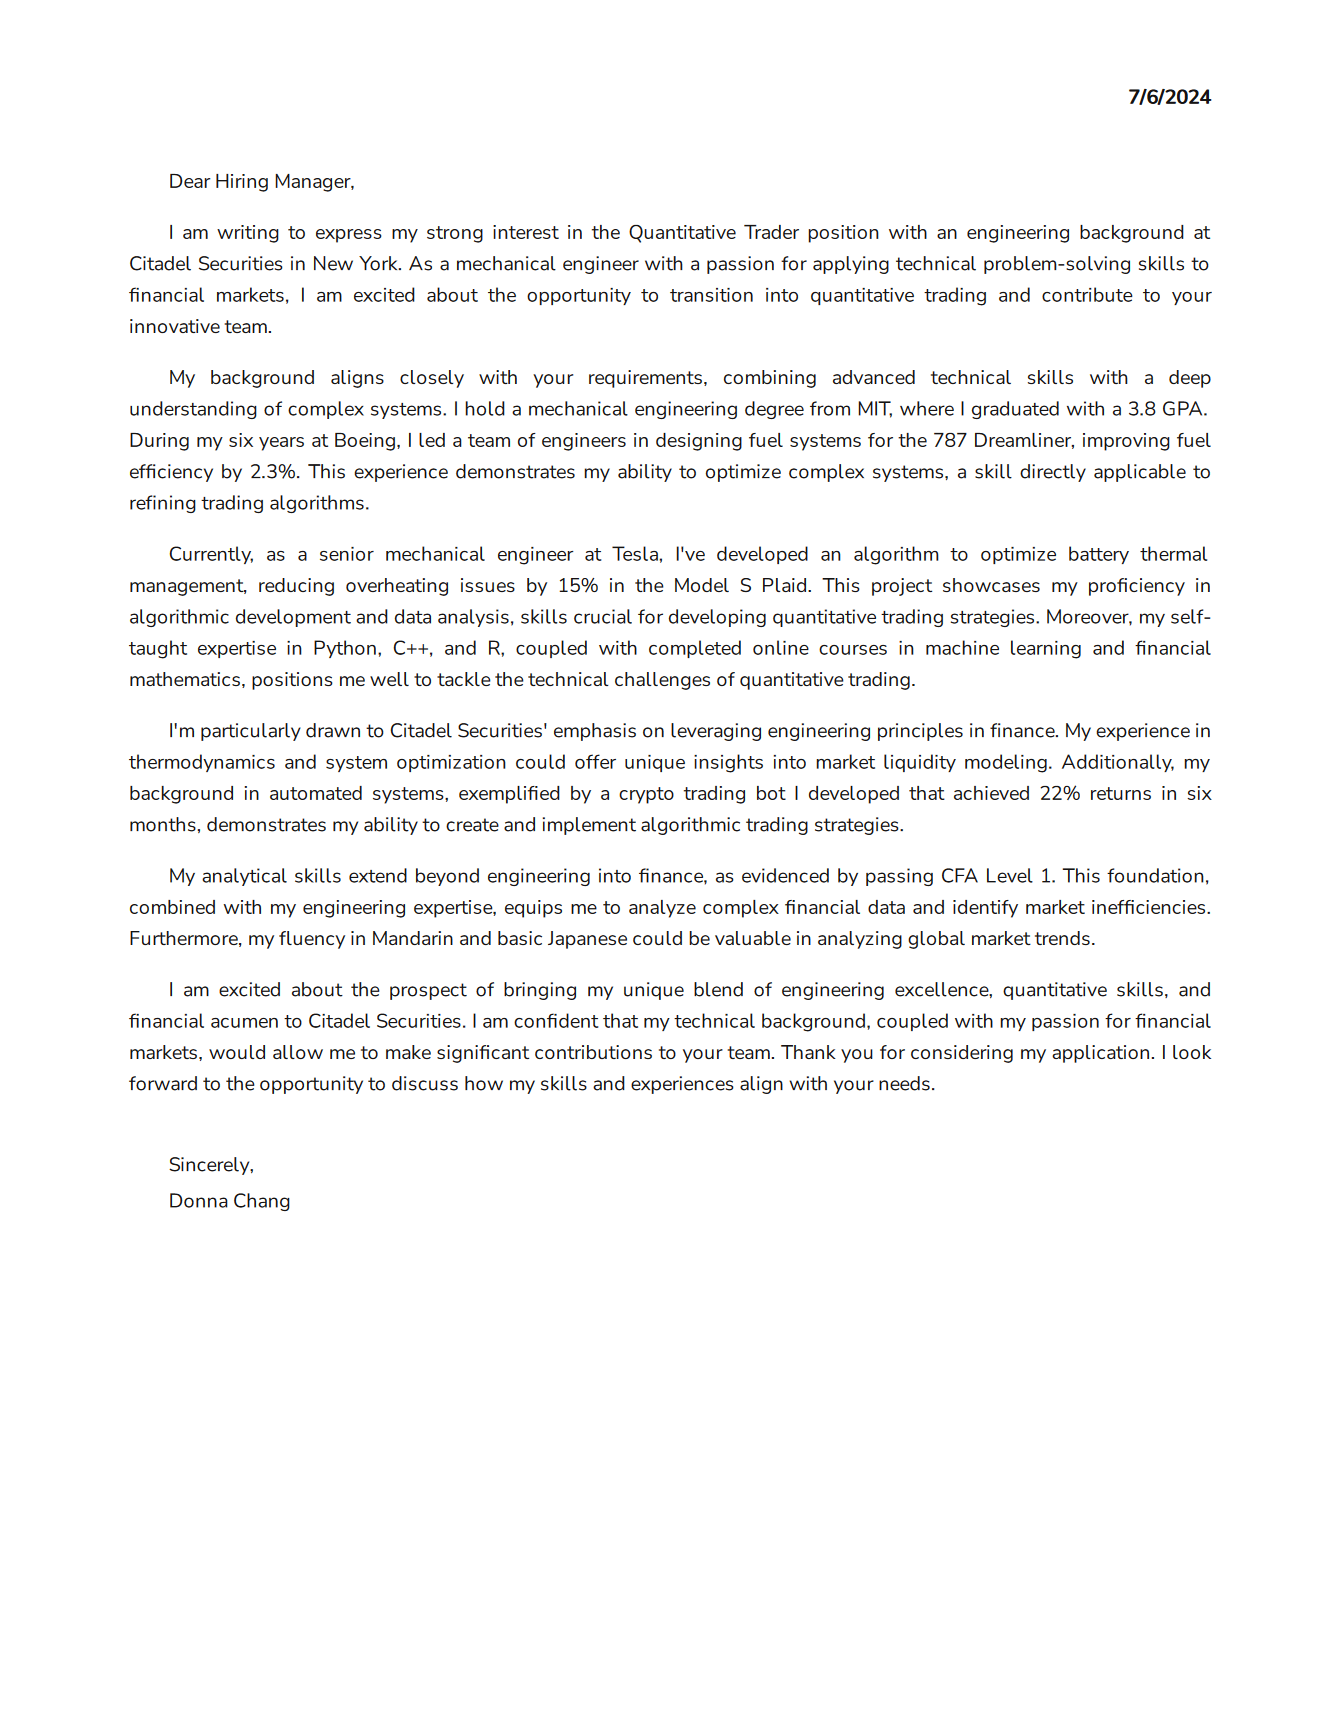 7/6/2024
Dear Hiring Manager,
I am writing to express my strong interest in the Quantitative Trader position with an engineering background at
Citadel Securities in New York. As a mechanical engineer with a passion for applying technical problem-solving skills to
financial markets, I am excited about the opportunity to transition into quantitative trading and contribute to your
innovative team.
My background aligns closely with your requirements, combining advanced technical skills with a deep
understanding of complex systems. I hold a mechanical engineering degree from MIT, where I graduated with a 3.8 GPA.
During my six years at Boeing, I led a team of engineers in designing fuel systems for the 787 Dreamliner, improving fuel
efficiency by 2.3%. This experience demonstrates my ability to optimize complex systems, a skill directly applicable to
refining trading algorithms.
Currently, as a senior mechanical engineer at Tesla, I've developed an algorithm to optimize battery thermal
management, reducing overheating issues by 15% in the Model S Plaid. This project showcases my proficiency in
algorithmic development and data analysis, skills crucial for developing quantitative trading strategies. Moreover, my self-
taught expertise in Python, C++, and R, coupled with completed online courses in machine learning and financial
mathematics, positions me well to tackle the technical challenges of quantitative trading.
I'm particularly drawn to Citadel Securities' emphasis on leveraging engineering principles in finance. My experience in
thermodynamics and system optimization could offer unique insights into market liquidity modeling. Additionally, my
background in automated systems, exemplified by a crypto trading bot I developed that achieved 22% returns in six
months, demonstrates my ability to create and implement algorithmic trading strategies.
My analytical skills extend beyond engineering into finance, as evidenced by passing CFA Level 1. This foundation,
combined with my engineering expertise, equips me to analyze complex financial data and identify market inefficiencies.
Furthermore, my fluency in Mandarin and basic Japanese could be valuable in analyzing global market trends.
I am excited about the prospect of bringing my unique blend of engineering excellence, quantitative skills, and
financial acumen to Citadel Securities. I am confident that my technical background, coupled with my passion for financial
markets, would allow me to make significant contributions to your team. Thank you for considering my application. I look
forward to the opportunity to discuss how my skills and experiences align with your needs.
Sincerely,
Donna Chang